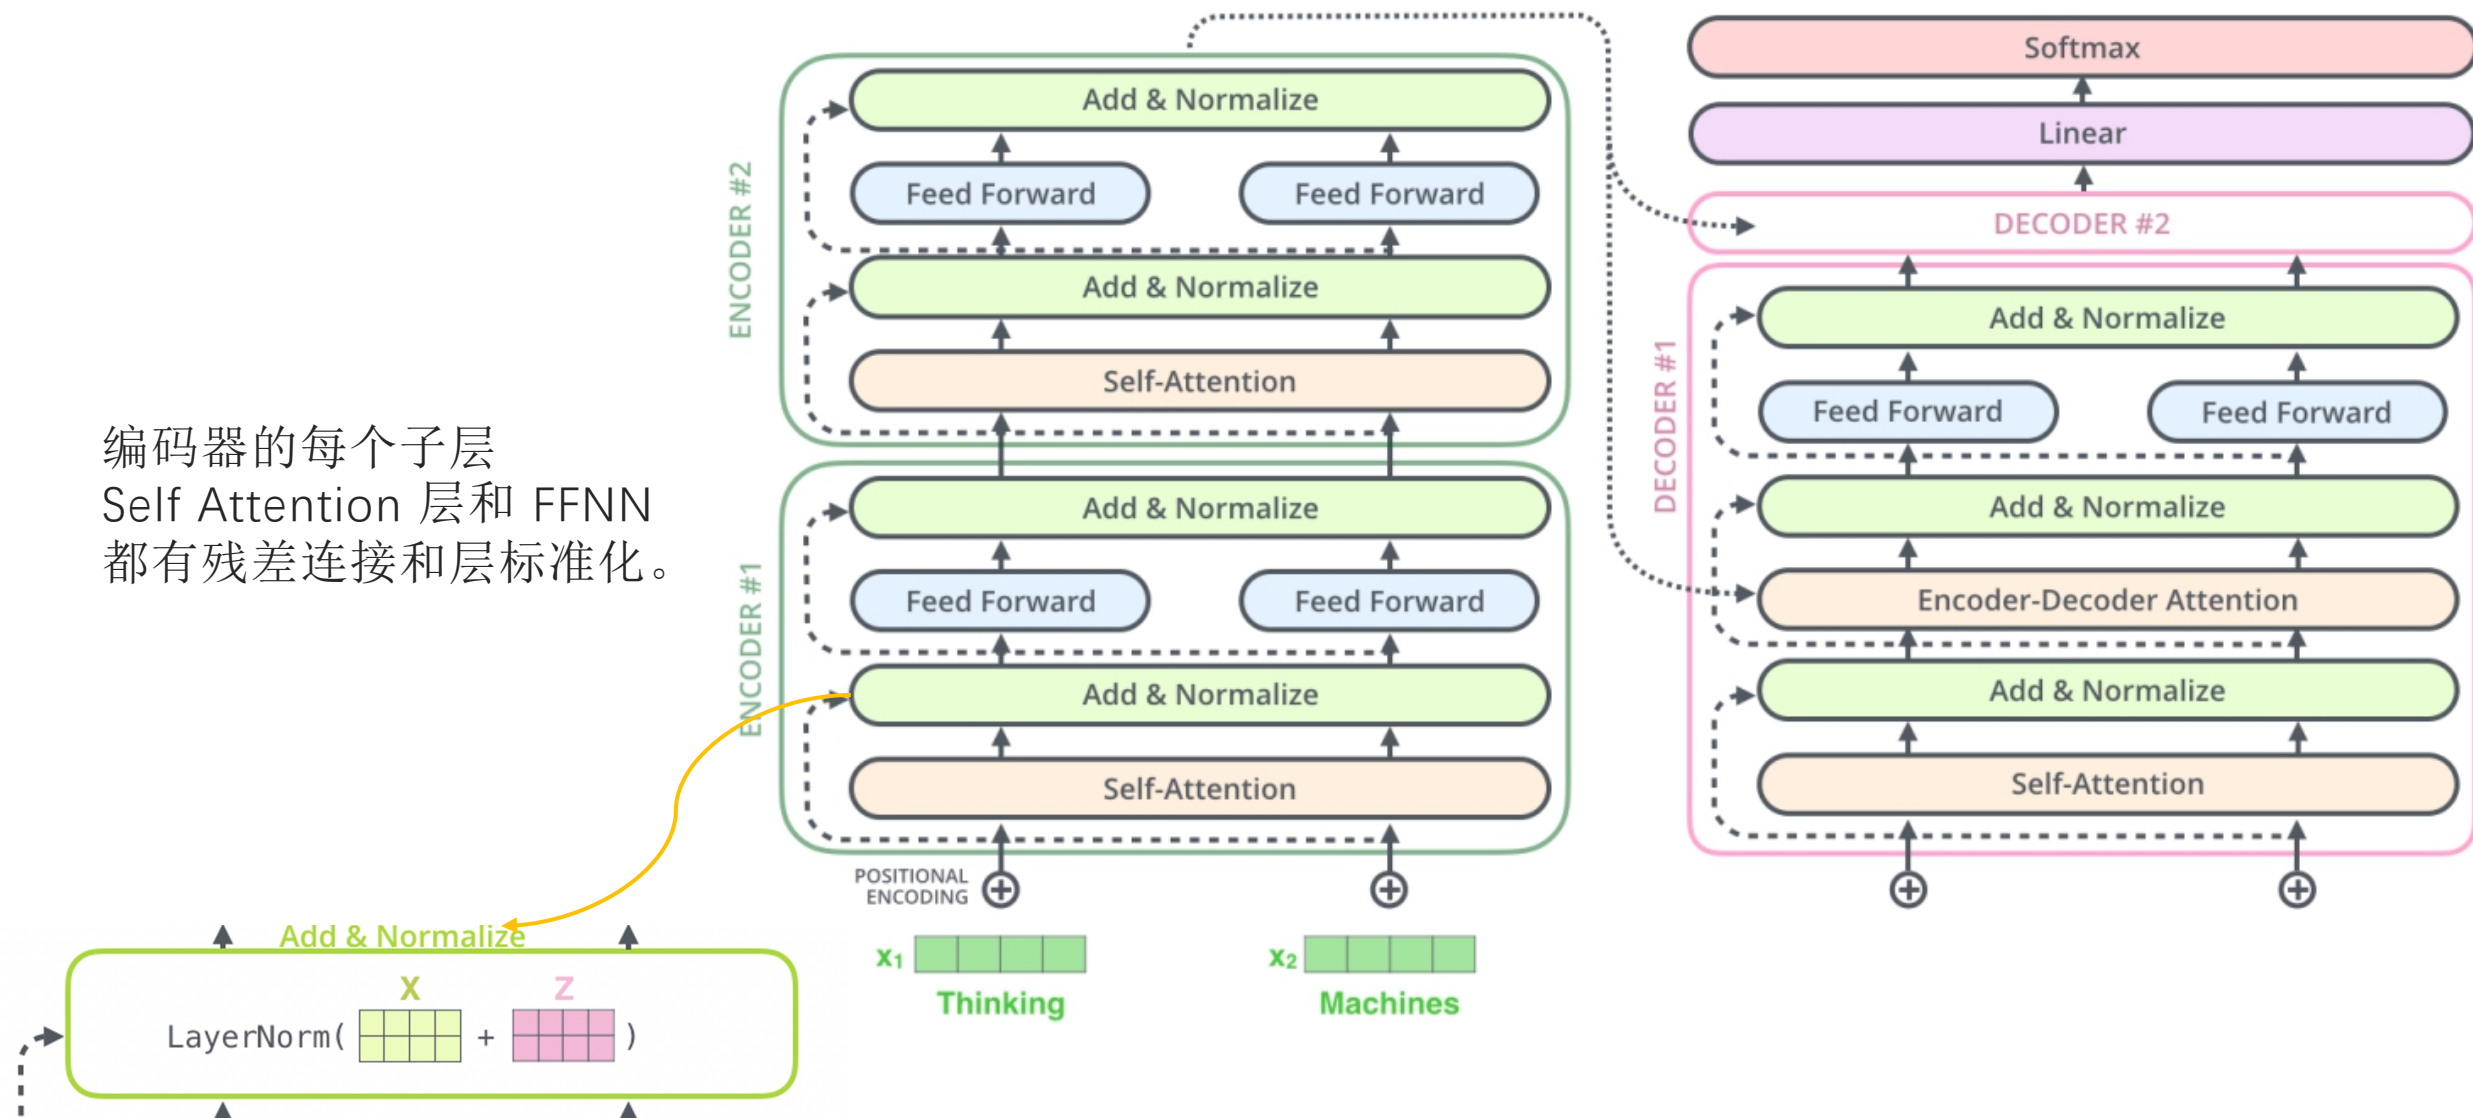 编码器的每个子层
Self Attention 层和 FFNN
都有残差连接和层标准化。
ENCODER #2
Add & Normalize
Feed Forward
Feed Forward
Add & Normalize
Self-Attention
ENCODER #1
Add & Normalize
Feed Forward
Feed Forward
Add & Normalize
Self-Attention
POSITIONAL
ENCODING
x₁
x₂
Thinking
Machines
Softmax
Linear
DECODER #2
DECODER #1
Add & Normalize
Feed Forward
Feed Forward
Add & Normalize
Encoder-Decoder Attention
Add & Normalize
Self-Attention
Add & Normalize
X
Z
LayerNorm( + )